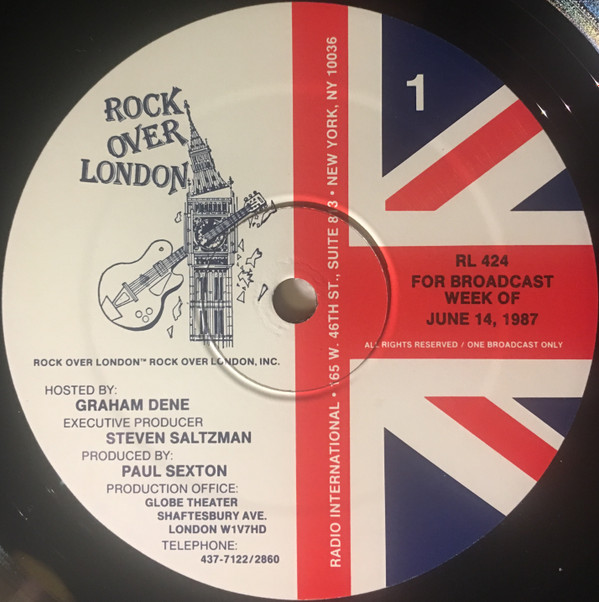 ROCK
OVER
LONDON
ROCK OVER LONDON™ ROCK OVER LONDON, INC.
HOSTED BY:
GRAHAM DENE
EXECUTIVE PRODUCER
STEVEN SALTZMAN
PRODUCED BY:
PAUL SEXTON
PRODUCTION OFFICE:
GLOBE THEATER
SHAFTESBURY AVE.
LONDON W1V7HD
TELEPHONE:
437-7122/2860
RADIO INTERNATIONAL • 165 W. 46TH ST., SUITE 813 • NEW YORK, NY 10036
1
RL 424
FOR BROADCAST
WEEK OF
JUNE 14, 1987
ALL RIGHTS RESERVED / ONE BROADCAST ONLY